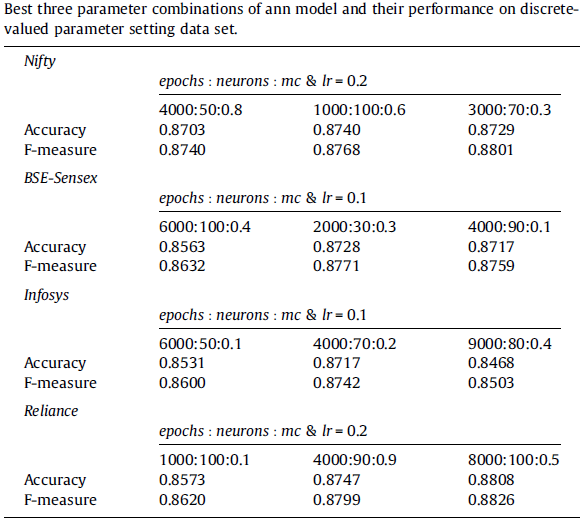 Best three parameter combinations of ann model and their performance on discrete-
valued parameter setting data set.
Nifty
epochs : neurons : mc & lr = 0.2
4000:50:0.8 1000:100:0.6 3000:70:0.3
Accuracy 0.8703 0.8740 0.8729
F-measure 0.8740 0.8768 0.8801
BSE-Sensex
epochs : neurons : mc & lr = 0.1
6000:100:0.4 2000:30:0.3 4000:90:0.1
Accuracy 0.8563 0.8728 0.8717
F-measure 0.8632 0.8771 0.8759
Infosys
epochs : neurons : mc & lr = 0.1
6000:50:0.1 4000:70:0.2 9000:80:0.4
Accuracy 0.8531 0.8717 0.8468
F-measure 0.8600 0.8742 0.8503
Reliance
epochs : neurons : mc & lr = 0.2
1000:100:0.1 4000:90:0.9 8000:100:0.5
Accuracy 0.8573 0.8747 0.8808
F-measure 0.8620 0.8799 0.8826